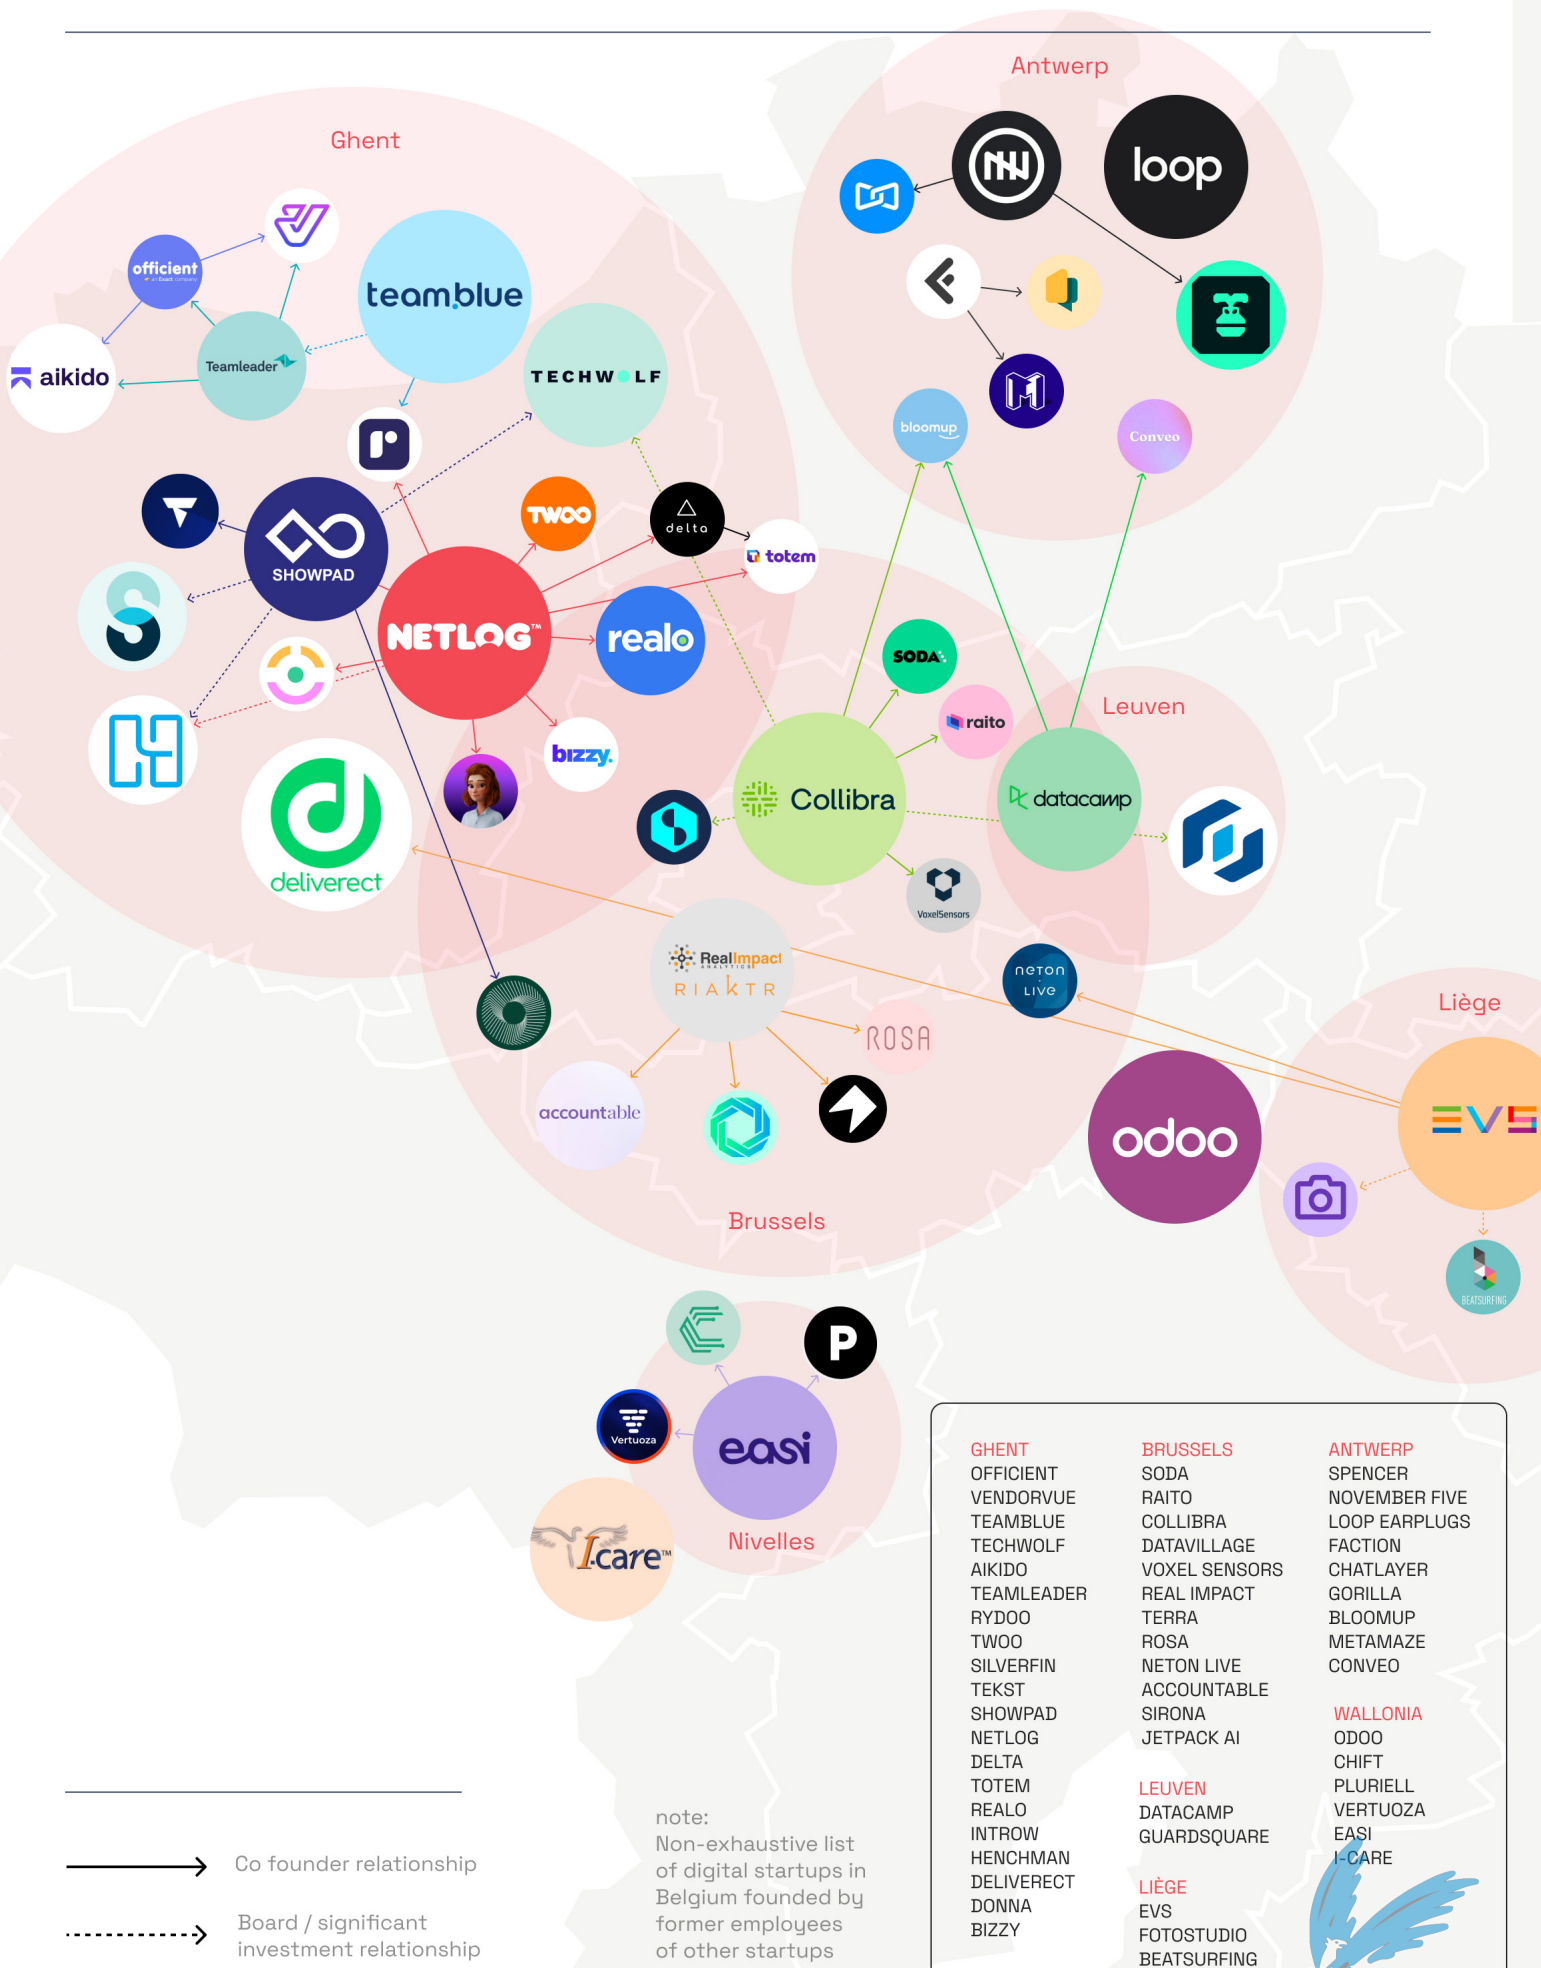 Antwerp
Ghent
loop
officient
an Exact company
teamblue
Teamleader
TECHWOLF
aikido
bloomup
Conveo
TWOO
delta
totem
SHOWPAD
NETLOG™
realo
SODA
raito
Leuven
bizzy.
Collibra
datacamp
deliverect
VoxelSensors
RealImpact
ANALYTICS
RIAKTR
neton
LIVE
Liège
ROSA
accountable
odoo
EVS
Brussels
BEATSURFING
P
Vertuoza
easi
Nivelles
I-care™
GHENT
OFFICIENT
VENDORVUE
TEAMBLUE
TECHWOLF
AIKIDO
TEAMLEADER
RYDOO
TWOO
SILVERFIN
TEKST
SHOWPAD
NETLOG
DELTA
TOTEM
REALO
INTROW
HENCHMAN
DELIVERECT
DONNA
BIZZY
BRUSSELS
SODA
RAITO
COLLIBRA
DATAVILLAGE
VOXEL SENSORS
REAL IMPACT
TERRA
ROSA
NETON LIVE
ACCOUNTABLE
SIRONA
JETPACK AI
LEUVEN
DATACAMP
GUARDSQUARE
LIÈGE
EVS
FOTOSTUDIO
BEATSURFING
ANTWERP
SPENCER
NOVEMBER FIVE
LOOP EARPLUGS
FACTION
CHATLAYER
GORILLA
BLOOMUP
METAMAZE
CONVEO
WALLONIA
ODOO
CHIFT
PLURIELL
VERTUOZA
EASI
I-CARE
Co founder relationship
Board / significant
investment relationship
note:
Non-exhaustive list
of digital startups in
Belgium founded by
former employees
of other startups